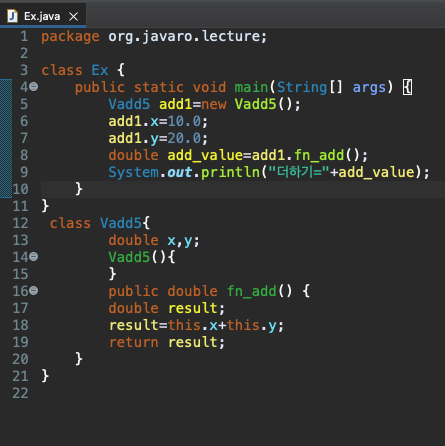 Ex.java
1 package org.javaro.lecture;
2
3 class Ex {
4     public static void main(String[] args) {
5         Vadd5 add1=new Vadd5();
6         add1.x=10.0;
7         add1.y=20.0;
8         double add_value=add1.fn_add();
9         System.out.println("더하기="+add_value);
10     }
11 }
12  class Vadd5{
13         double x,y;
14         Vadd5(){
15         }
16         public double fn_add() {
17         double result;
18         result=this.x+this.y;
19         return result;
20     }
21 }
22